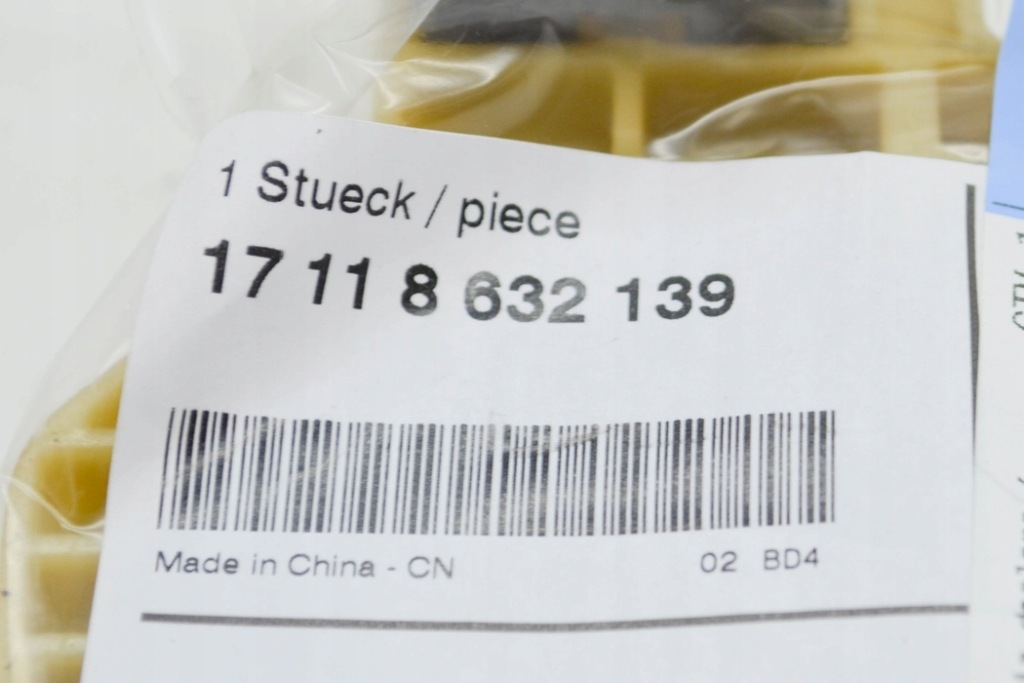 1 Stueck / piece
17 11 8 632 139
Made in China - CN
02 BD4